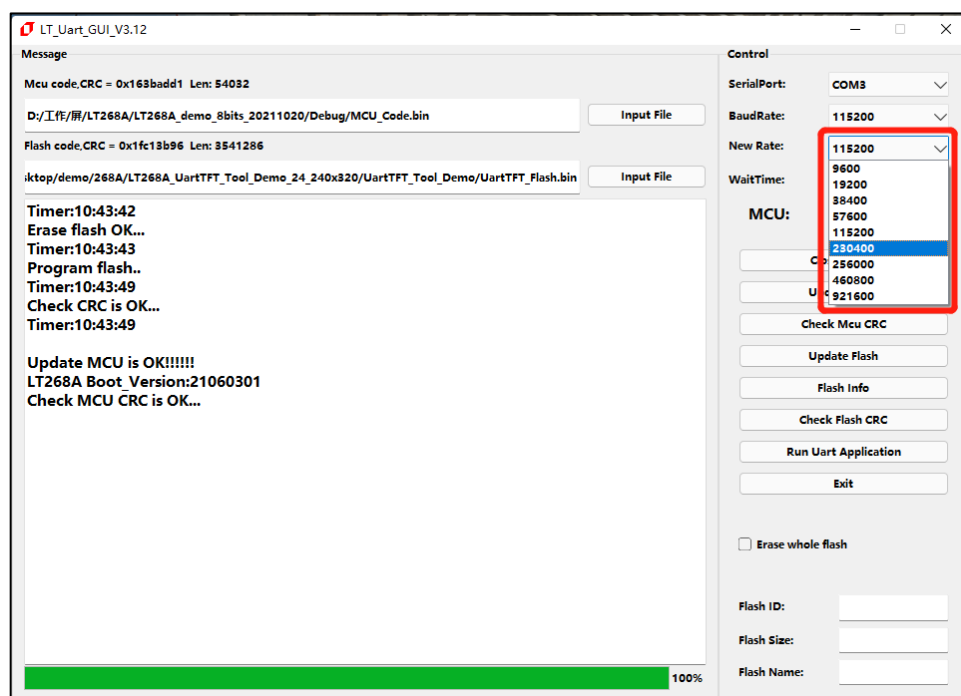 LT_Uart_GUI_V3.12
Message
Mcu code,CRC = 0x163badd1 Len: 54032
D:/工作/屏/LT268A/LT268A_demo_8bits_20211020/Debug/MCU_Code.bin
Input File
Flash code,CRC = 0x1fc13b96 Len: 3541286
sktop/demo/268A/LT268A_UartTFT_Tool_Demo_24_240x320/UartTFT_Tool_Demo/UartTFT_Flash.bin
Input File
Timer:10:43:42
Erase flash OK...
Timer:10:43:43
Program flash..
Timer:10:43:49
Check CRC is OK...
Timer:10:43:49
Update MCU is OK!!!!!!
LT268A Boot_Version:21060301
Check MCU CRC is OK...
100%
Control
SerialPort: COM3
BaudRate: 115200
New Rate: 115200
9600
19200
38400
57600
115200
230400
256000
460800
921600
WaitTime:
MCU:
Check Mcu CRC
Update Flash
Flash Info
Check Flash CRC
Run Uart Application
Exit
Erase whole flash
Flash ID:
Flash Size:
Flash Name: